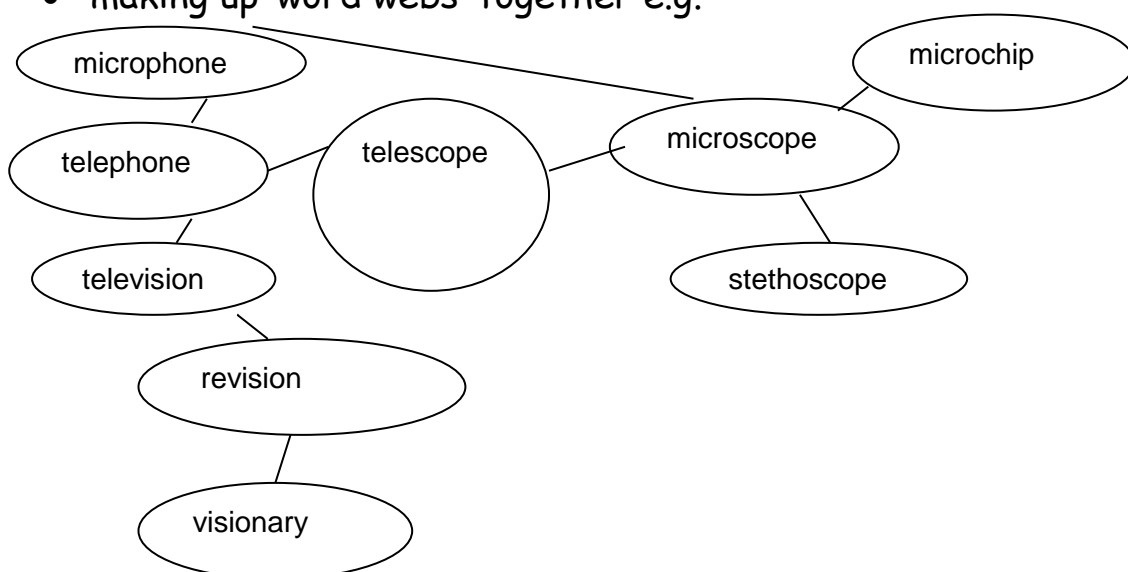 • making up 'word webs' together e.g.
microphone
microchip
telephone
telescope
microscope
television
stethoscope
revision
visionary